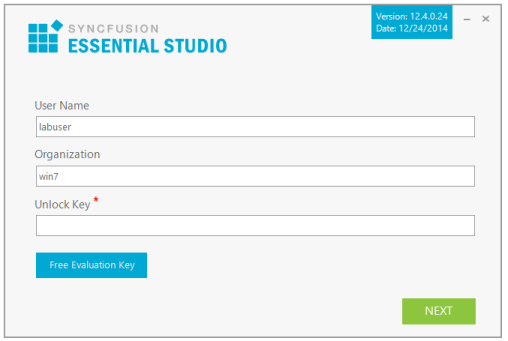 SYNCFUSION
ESSENTIAL STUDIO
Version: 12.4.0.24
Date: 12/24/2014
User Name
labuser
Organization
win7
Unlock Key *
Free Evaluation Key
NEXT